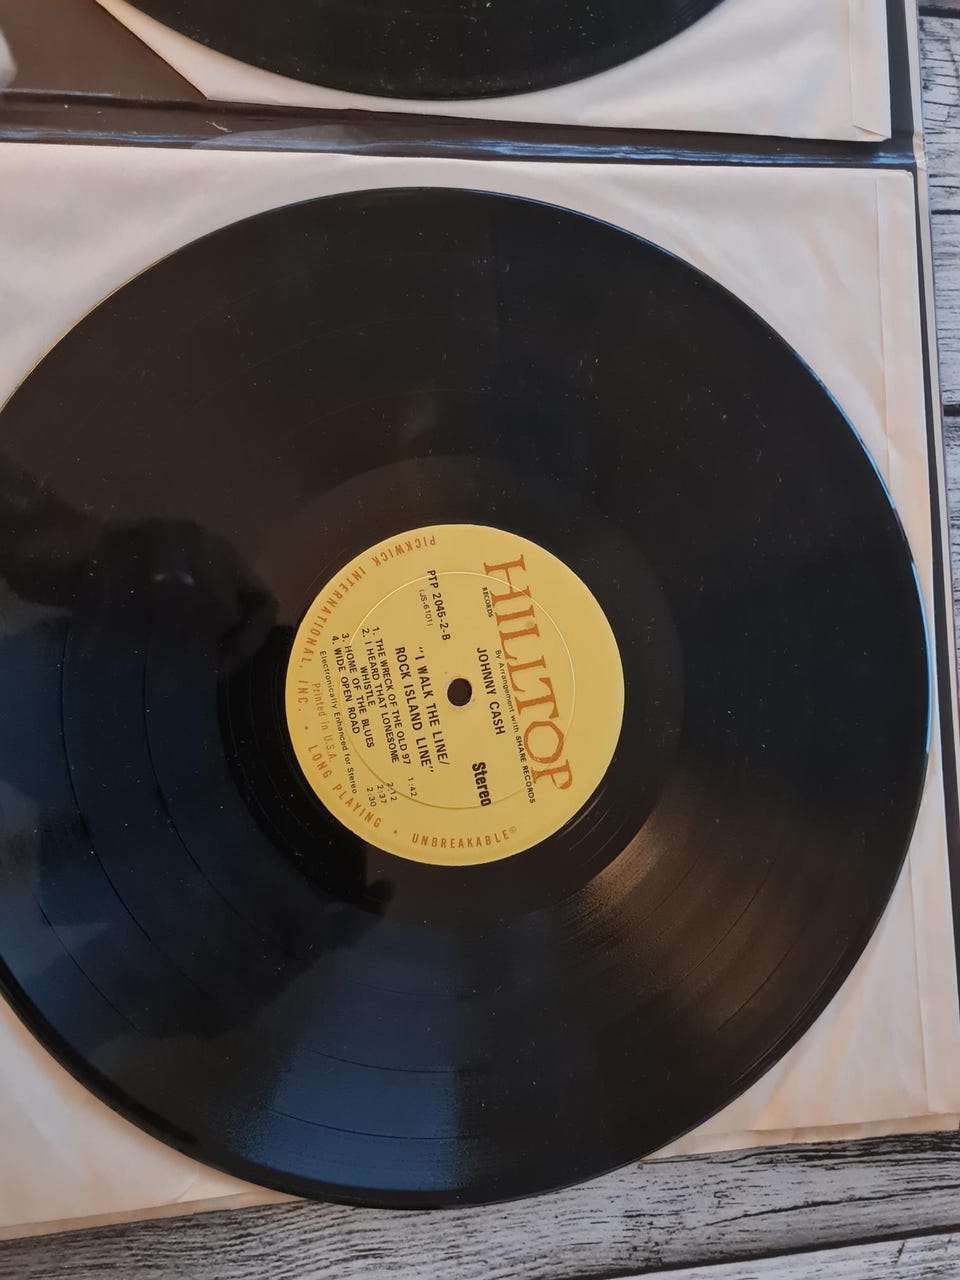 HILLTOP
RECORDS
By Arrangement with SHARE RECORDS
JOHNNY CASH
Stereo
PTP 2045-2-B
(JS-6101)
"I WALK THE LINE/
ROCK ISLAND LINE"
1. THE WRECK OF THE OLD 97 1:42
2. I HEARD THAT LONESOME
WHISTLE 2:12
3. HOME OF THE BLUES 2:37
4. WIDE OPEN ROAD 2:30
Electronically Enhanced for Stereo
Printed in U.S.A.
PICKWICK INTERNATIONAL, INC. • LONG PLAYING • UNBREAKABLE®